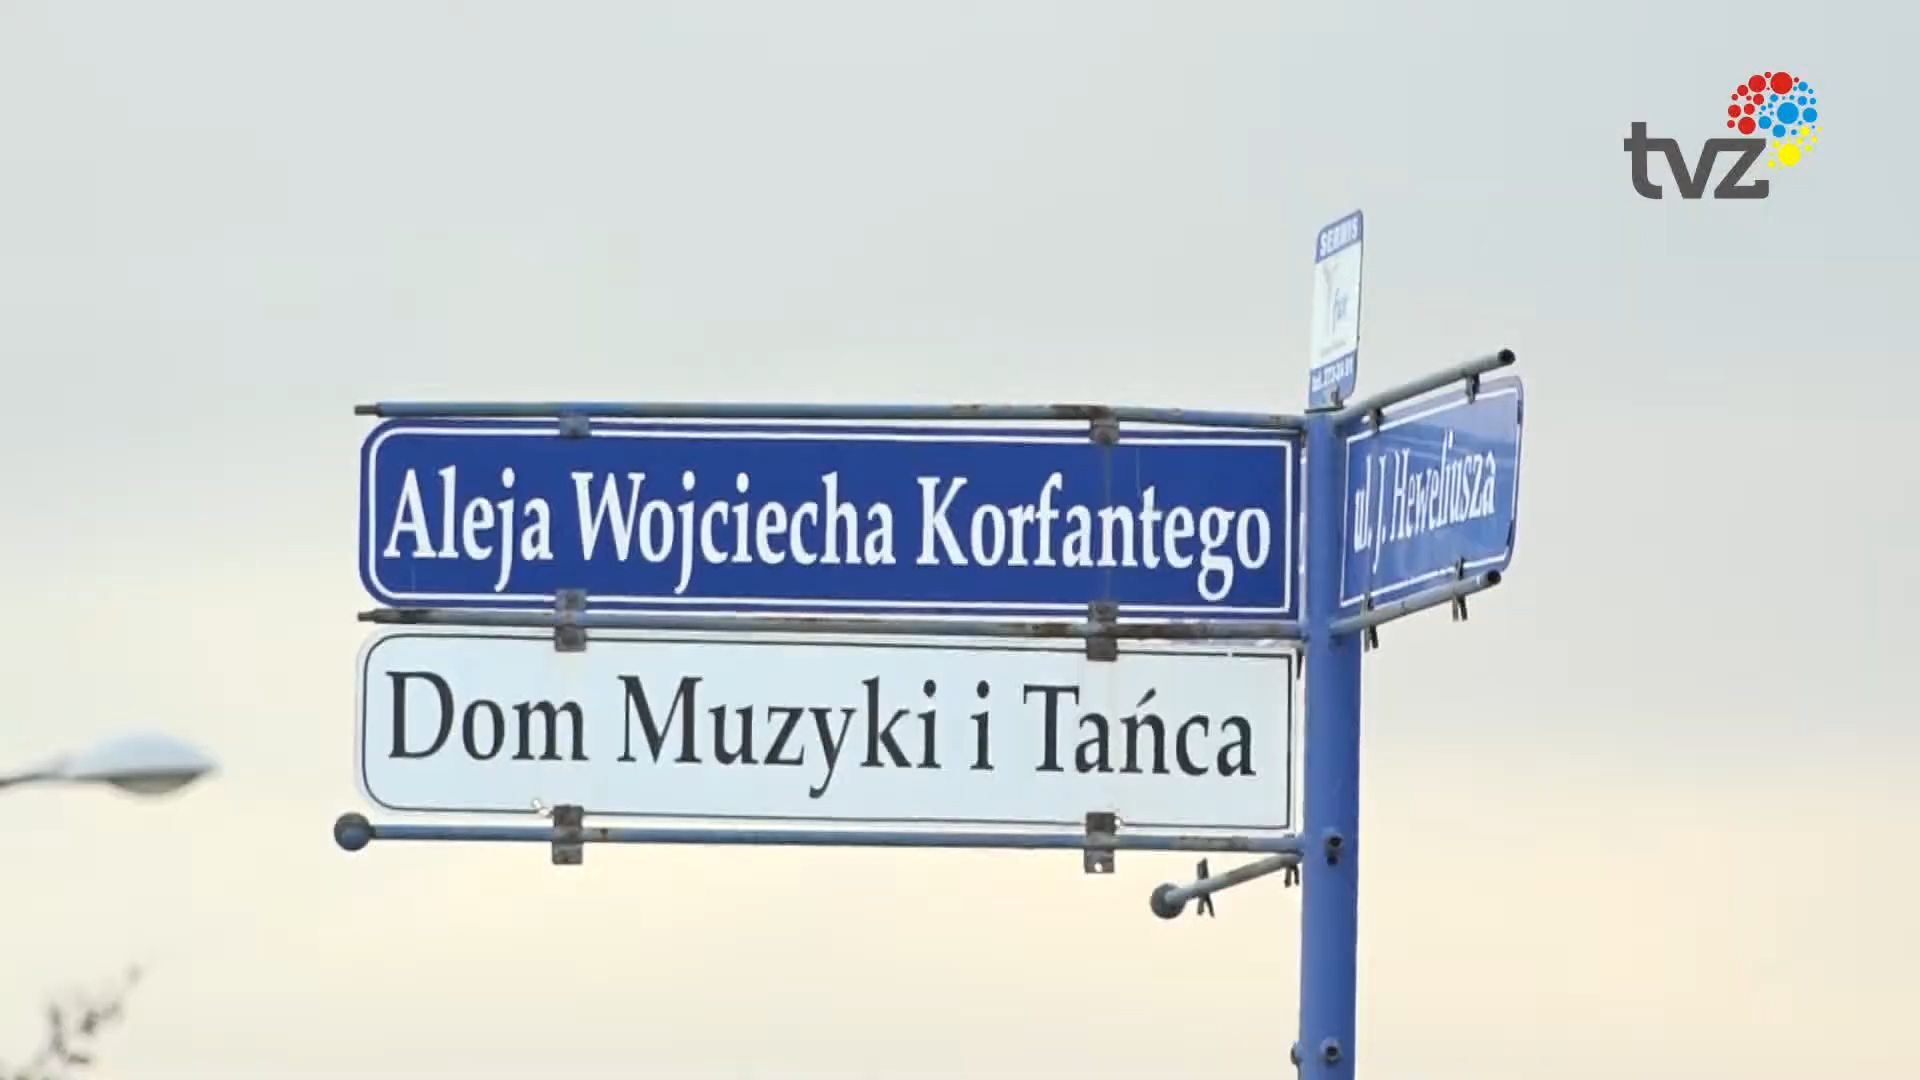 tvz
SERWIS
Aleja Wojciecha Korfantego
ul. J. Heweliusza
Dom Muzyki i Tańca